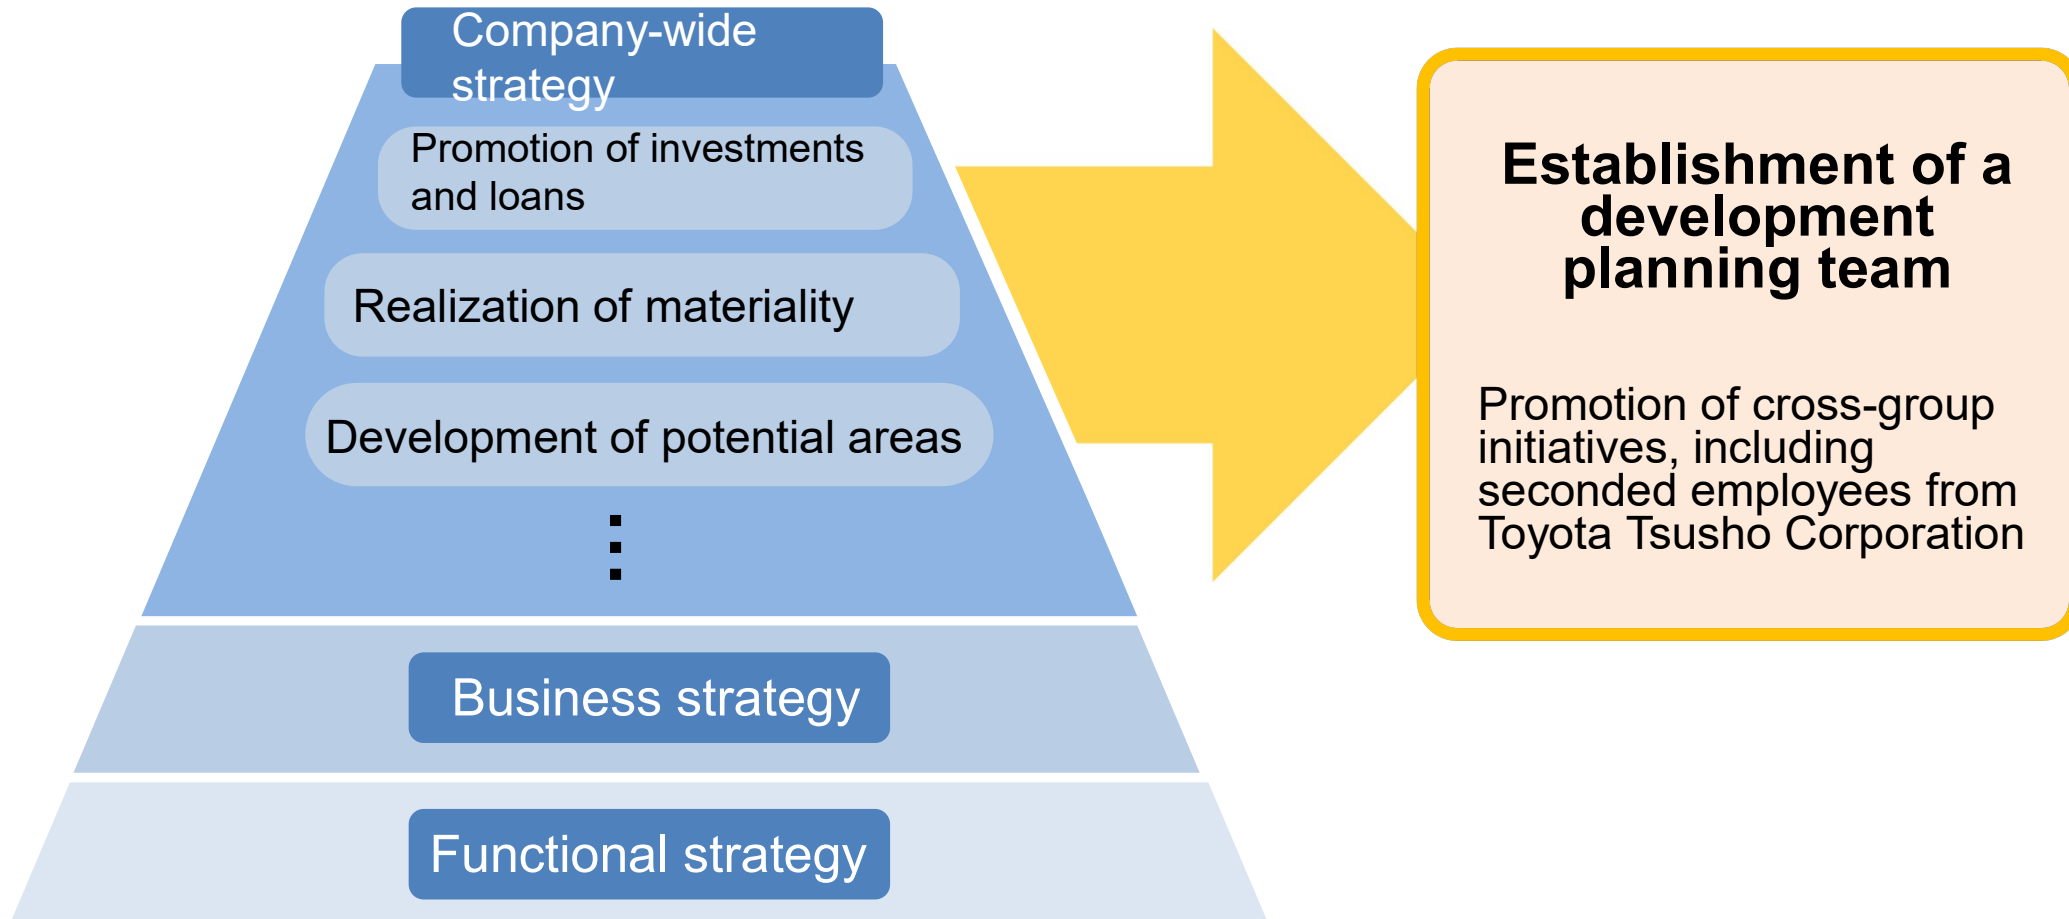 Company-wide
strategy
Promotion of investments
and loans
Realization of materiality
Development of potential areas
Business strategy
Functional strategy
Establishment of a
development
planning team
Promotion of cross-group
initiatives, including
seconded employees from
Toyota Tsusho Corporation